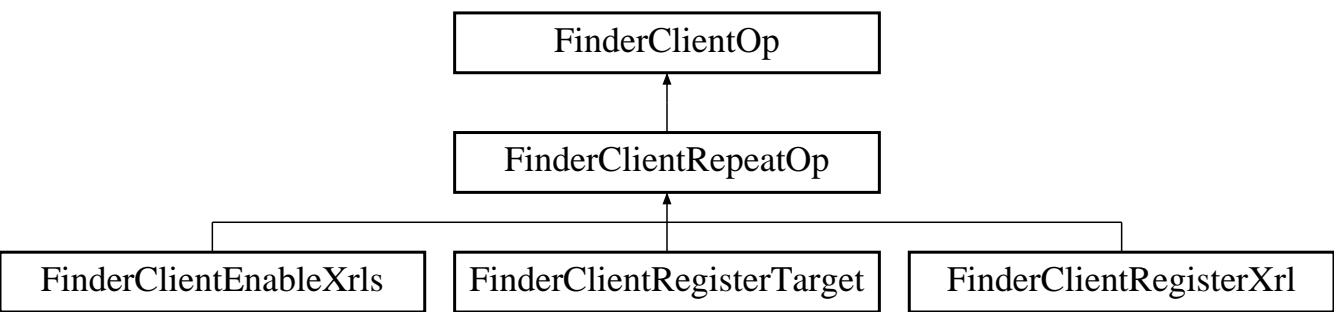 FinderClientOp
FinderClientRepeatOp
FinderClientEnableXrls FinderClientRegisterTarget FinderClientRegisterXrl